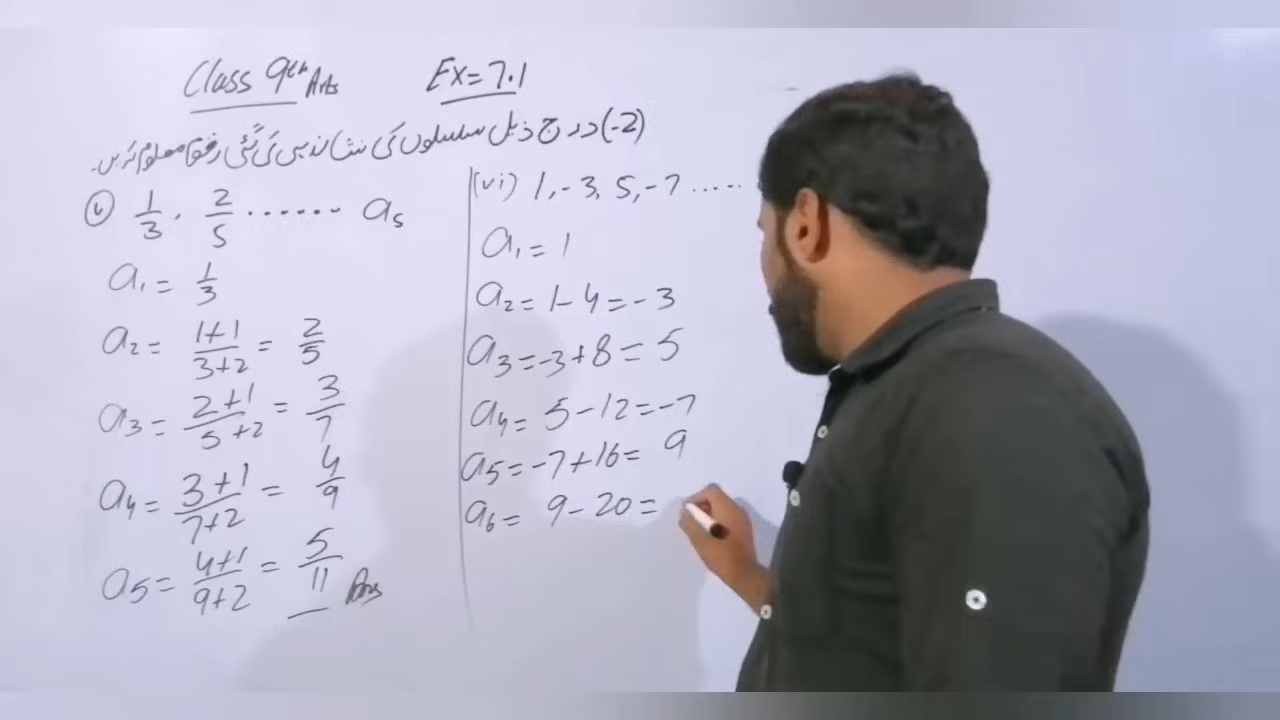 Class 9th Arts Ex=7.1
(-2) درج ذیل سلسلوں کی نشاندہی کی گئی رقوم معلوم کریں۔
(v) 1/3, 2/5 ...... a5
a1 = 1/3
a2 = 1+1/3+2 = 2/5
a3 = 2+1/5+2 = 3/7
a4 = 3+1/7+2 = 4/9
a5 = 4+1/9+2 = 5/11 Ans
(vi) 1, -3, 5, -7 .....
a1 = 1
a2 = 1-4 = -3
a3 = -3+8 = 5
a4 = 5-12 = -7
a5 = -7+16 = 9
a6 = 9-20 =